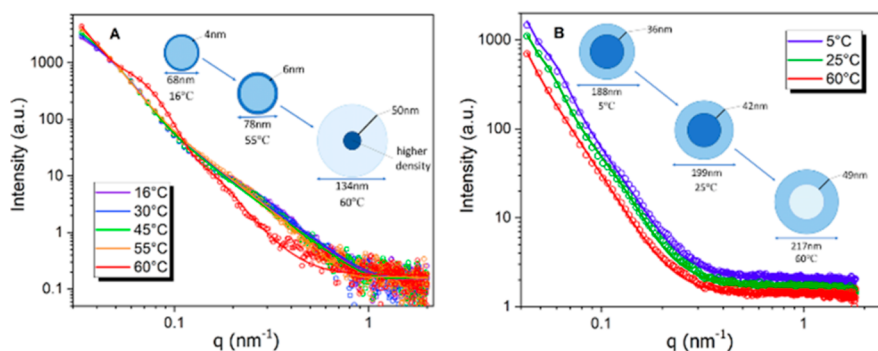 A
4nm
68nm
16°C
6nm
78nm
55°C
50nm
higher
density
134nm
60°C
1000
100
10
1
0.1
Intensity (a.u.)
16°C
30°C
45°C
55°C
60°C
0.1
1
q (nm⁻¹)
B
36nm
188nm
5°C
42nm
199nm
25°C
49nm
217nm
60°C
5°C
25°C
60°C
1000
100
10
1
Intensity (a.u.)
0.1
1
q (nm⁻¹)